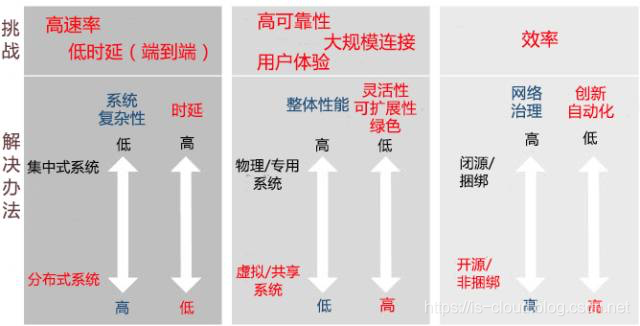 挑战
高速率
低时延（端到端）
高可靠性
大规模连接
用户体验
效率
解决办法
系统
复杂性
时延
低
高
集中式系统
分布式系统
高
低
整体性能
灵活性
可扩展性
绿色
高
低
物理/专用
系统
虚拟/共享
系统
低
高
网络
治理
创新
自动化
高
低
闭源/
捆绑
开源/
非捆绑
高
高
https://is-cloud.blog.csdn.net